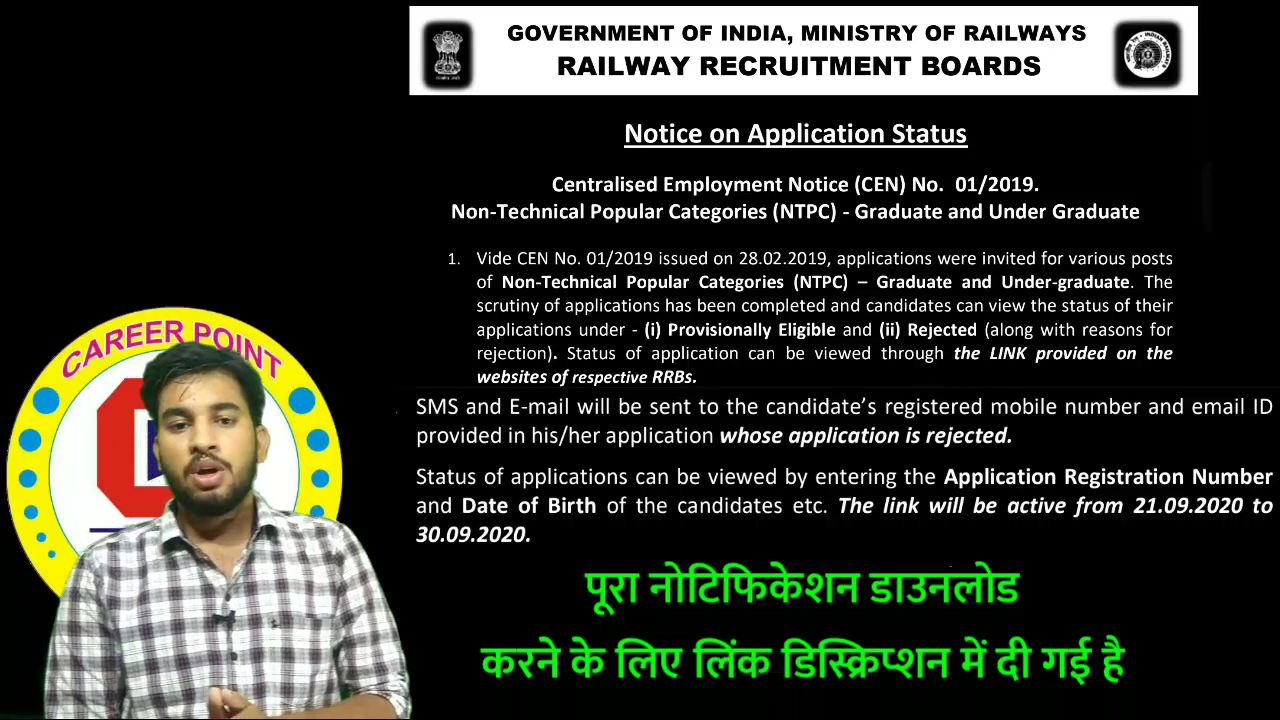 GOVERNMENT OF INDIA, MINISTRY OF RAILWAYS
RAILWAY RECRUITMENT BOARDS
Notice on Application Status
Centralised Employment Notice (CEN) No. 01/2019.
Non-Technical Popular Categories (NTPC) - Graduate and Under Graduate
1. Vide CEN No. 01/2019 issued on 28.02.2019, applications were invited for various posts
of Non-Technical Popular Categories (NTPC) – Graduate and Under-graduate. The
scrutiny of applications has been completed and candidates can view the status of their
applications under - (i) Provisionally Eligible and (ii) Rejected (along with reasons for
rejection). Status of application can be viewed through the LINK provided on the
websites of respective RRBs.
SMS and E-mail will be sent to the candidate's registered mobile number and email ID
provided in his/her application whose application is rejected.
Status of applications can be viewed by entering the Application Registration Number
and Date of Birth of the candidates etc. The link will be active from 21.09.2020 to
30.09.2020.
CAREER POINT
पूरा नोटिफिकेशन डाउनलोड
करने के लिए लिंक डिस्क्रिप्शन में दी गई है